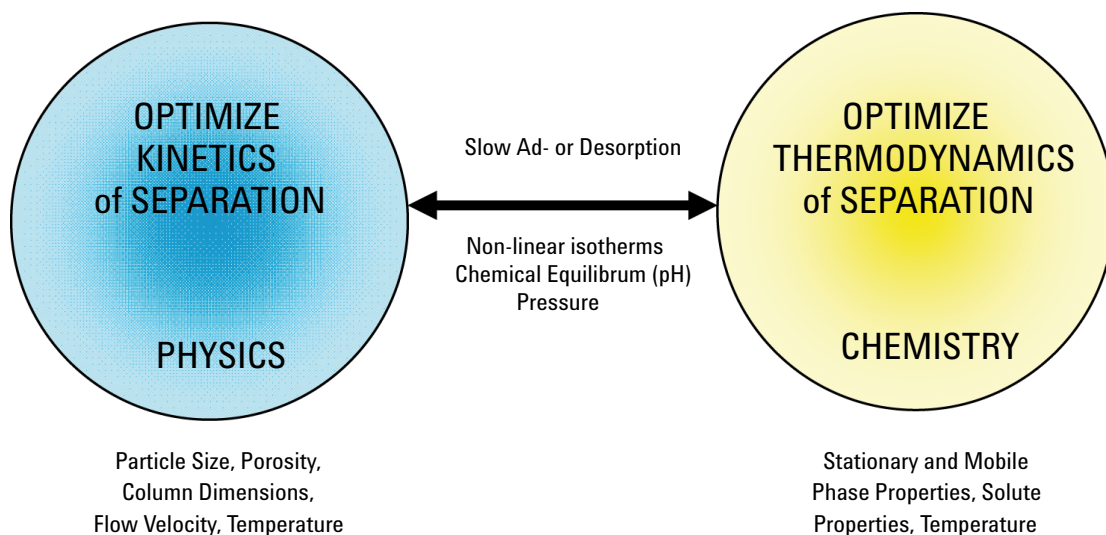 OPTIMIZE
KINETICS
of SEPARATION
PHYSICS
Particle Size, Porosity,
Column Dimensions,
Flow Velocity, Temperature
Slow Ad- or Desorption
Non-linear isotherms
Chemical Equilibrum (pH)
Pressure
OPTIMIZE
THERMODYNAMICS
of SEPARATION
CHEMISTRY
Stationary and Mobile
Phase Properties, Solute
Properties, Temperature